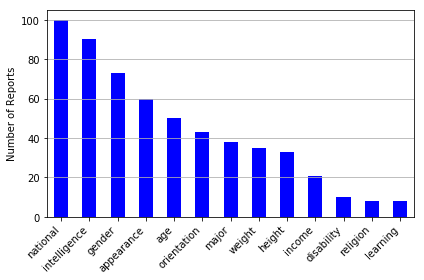 Number of Reports
100
80
60
40
20
0
national
intelligence
gender
appearance
age
orientation
major
weight
height
income
disability
religion
learning